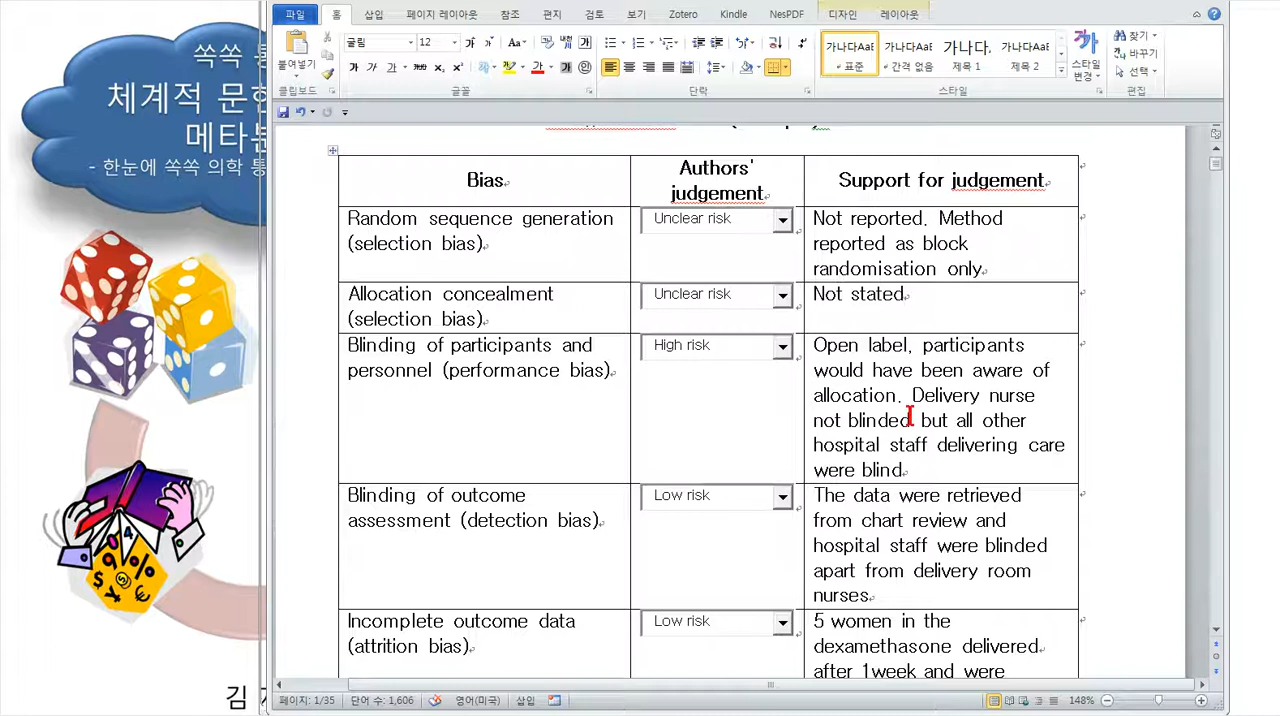 파일
홈
삽입
페이지 레이아웃
참조
편지
검토
보기
Zotero
Kindle
NesPDF
디자인
레이아웃
붙여넣기
클립보드
굴림
12
글꼴
단락
가나다AaB
표준
가나다AaB
간격 없음
가나다.
제목 1
가나다AaB
제목 2
스타일 변경
스타일
찾기
바꾸기
선택
편집
쏙쏙
체계적 문헌
메타분
- 한눈에 쏙쏙 의학 통
김
Bias
Authors'
judgement
Support for judgement
Random sequence generation
(selection bias)
Unclear risk
Not reported. Method
reported as block
randomisation only
Allocation concealment
(selection bias)
Unclear risk
Not stated
Blinding of participants and
personnel (performance bias)
High risk
Open label, participants
would have been aware of
allocation. Delivery nurse
not blinded but all other
hospital staff delivering care
were blind
Blinding of outcome
assessment (detection bias)
Low risk
The data were retrieved
from chart review and
hospital staff were blinded
apart from delivery room
nurses
Incomplete outcome data
(attrition bias)
Low risk
5 women in the
dexamethasone delivered
after 1week and were
페이지: 1/35
단어 수: 1,606
영어(미국)
삽입
148%